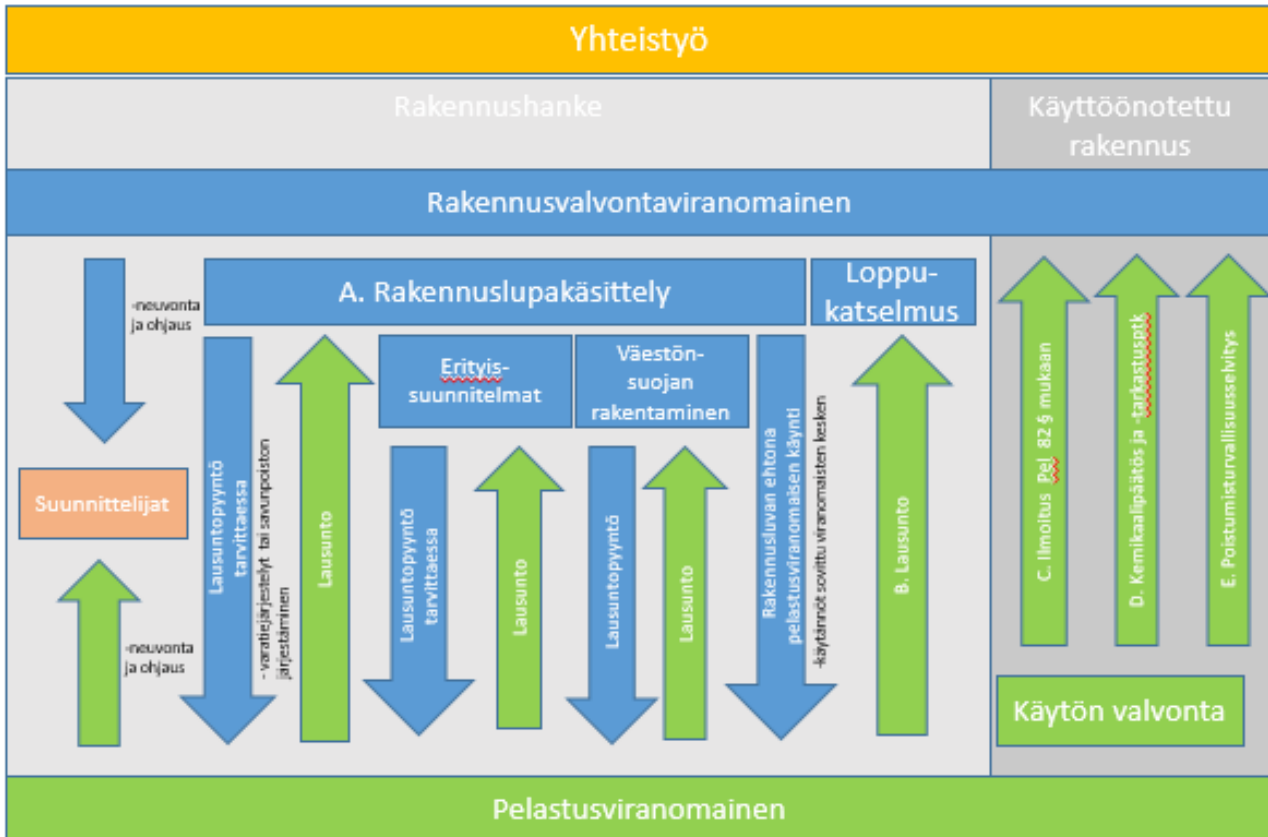 Yhteistyö
Rakennushanke
Käyttöönotettu
rakennus
Rakennusvalvontaviranomainen
-neuvonta
ja ohjaus
A. Rakennuslupakäsittely
Loppu-
katselmus
Erityis-
suunnitelmat
Väestön-
suojan
rakentaminen
Suunnittelijat
-neuvonta
ja ohjaus
Lausuntopyyntö
tarvittaessa
- varatiejärjestelyt tai savunpoiston
järjestäminen
Lausunto
Lausuntopyyntö
tarvittaessa
Lausunto
Lausuntopyyntö
Lausunto
Rakennusluvan ehtona
pelastusviranomaisen käynti
-käytännöt sovittu viranomaisten kesken
B. Lausunto
C. Ilmoitus Pel 82 § mukaan
D. Kemikaalipäätös ja -tarkastusptk
E. Poistumisturvallisuusselvitys
Käytön valvonta
Pelastusviranomainen